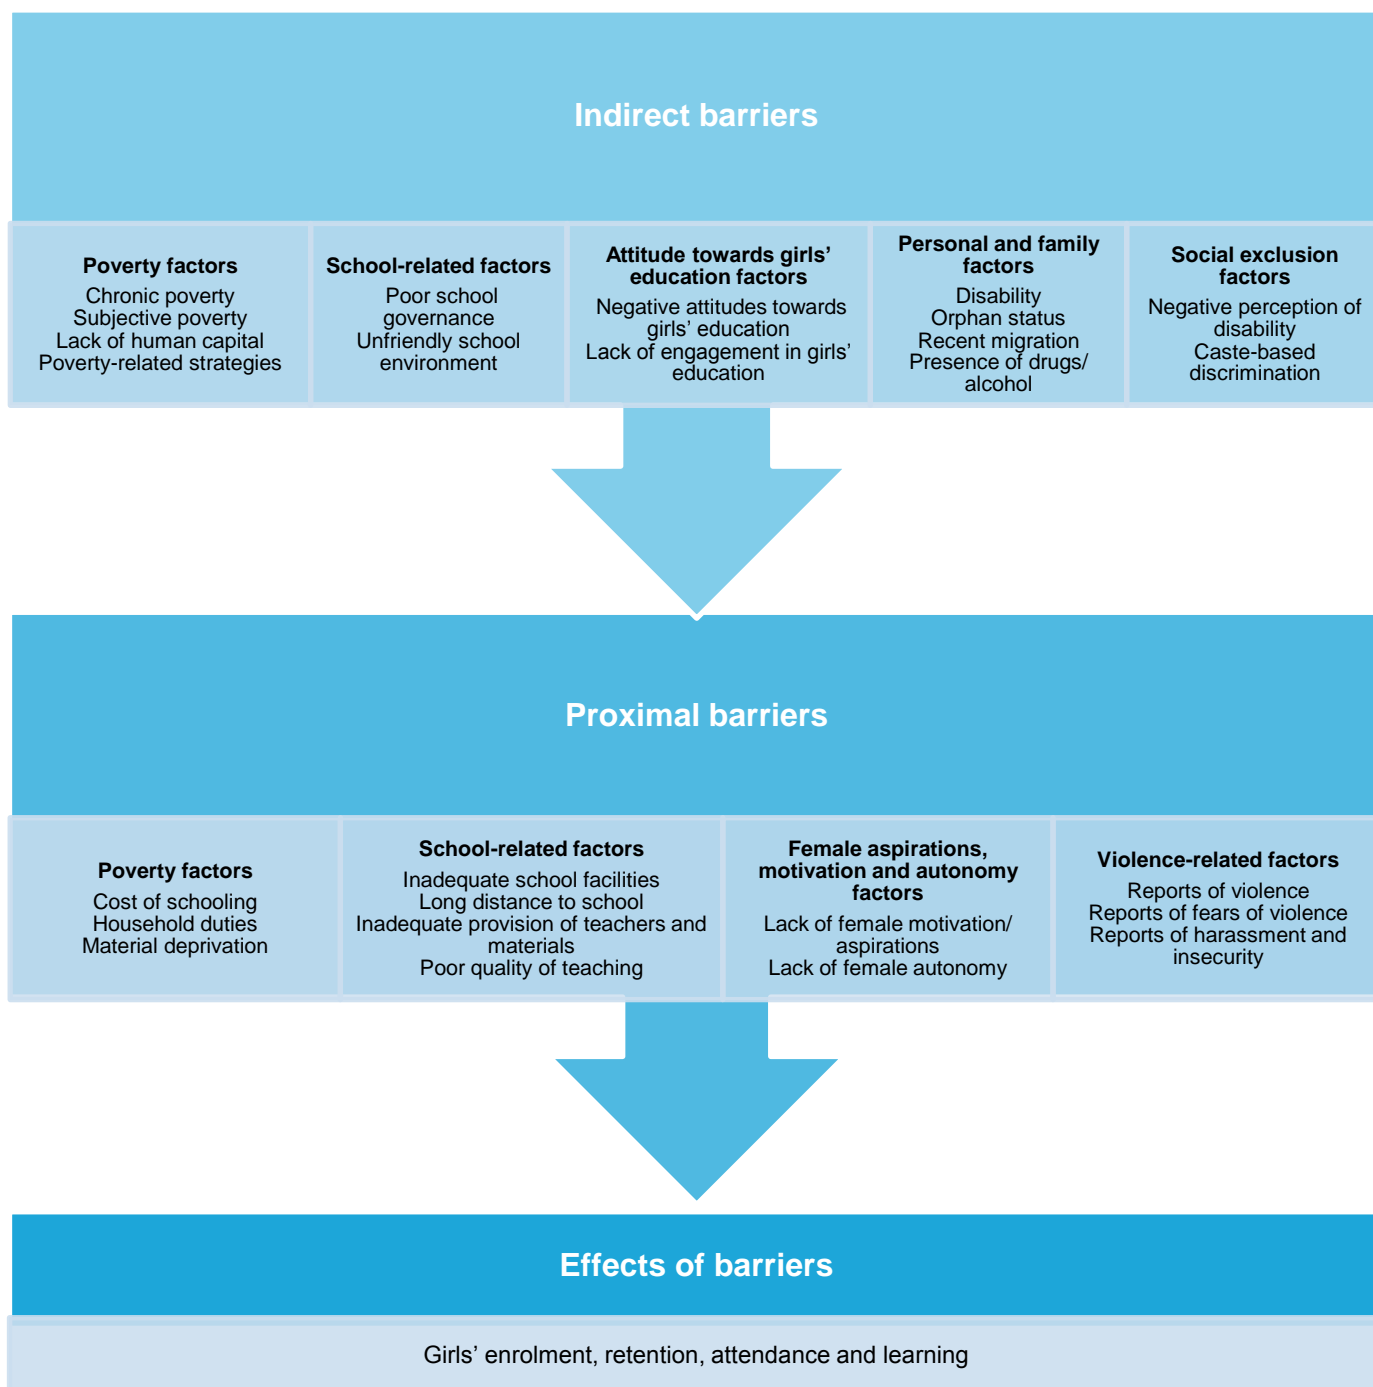 Indirect barriers
Poverty factors
Chronic poverty
Subjective poverty
Lack of human capital
Poverty-related strategies
School-related factors
Poor school
governance
Unfriendly school
environment
Attitude towards girls’
education factors
Negative attitudes towards
girls’ education
Lack of engagement in girls’
education
Personal and family
factors
Disability
Orphan status
Recent migration
Presence of drugs/
alcohol
Social exclusion
factors
Negative perception of
disability
Caste-based
discrimination
Proximal barriers
Poverty factors
Cost of schooling
Household duties
Material deprivation
School-related factors
Inadequate school facilities
Long distance to school
Inadequate provision of teachers and
materials
Poor quality of teaching
Female aspirations,
motivation and autonomy
factors
Lack of female motivation/
aspirations
Lack of female autonomy
Violence-related factors
Reports of violence
Reports of fears of violence
Reports of harassment and
insecurity
Effects of barriers
Girls’ enrolment, retention, attendance and learning